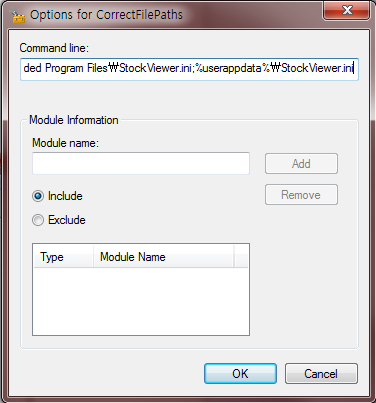 Options for CorrectFilePaths
Command line:
ded Program Files₩StockViewer.ini;%userappdata%₩StockViewer.ini
Module Information
Module name:
Add
Remove
Include
Exclude
Type Module Name
OK Cancel